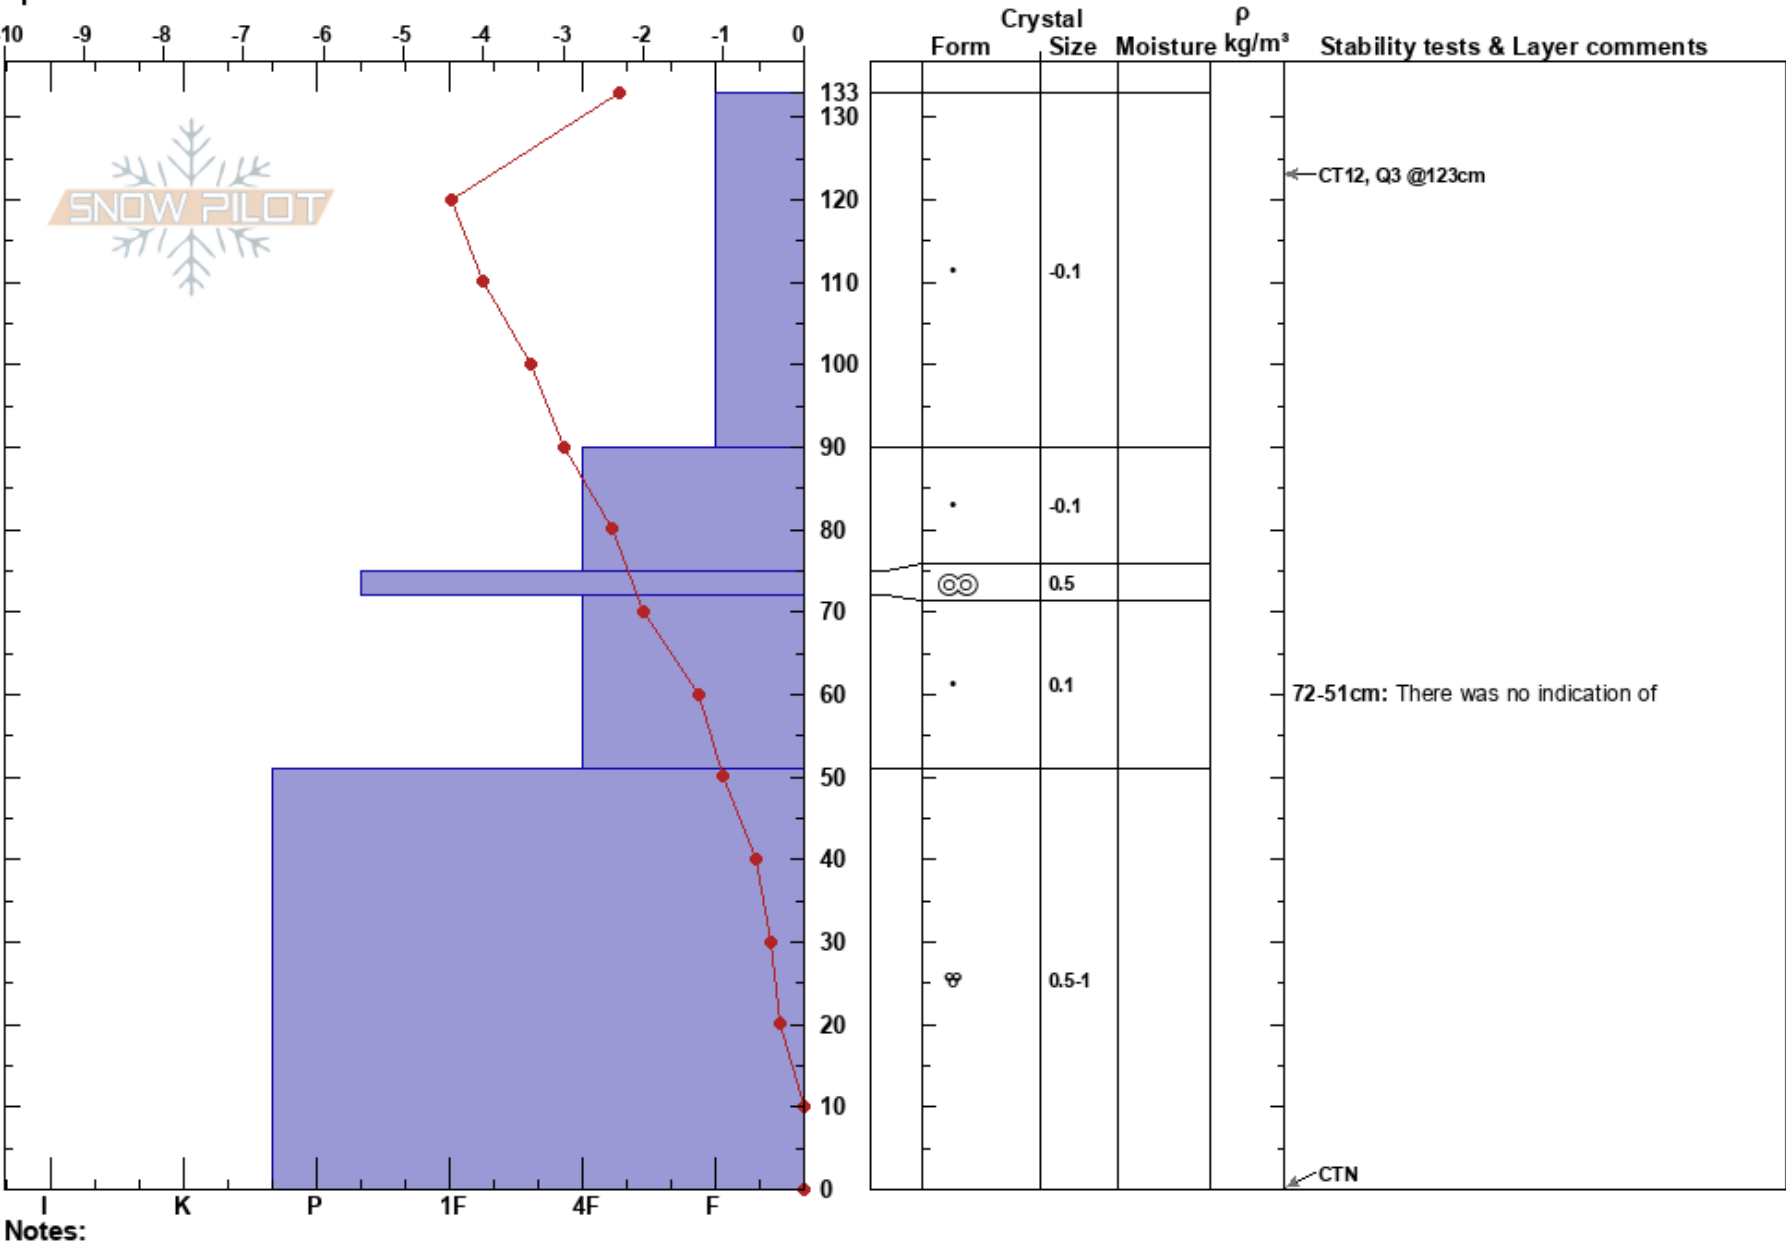 Crystal ρ
-10 -9 -8 -7 -6 -5 -4 -3 -2 -1 0 Form Size Moisture kg/m³ Stability tests & Layer comments
133
130
CT12, Q3 @123cm
SNOW PILOT 120
110 -0.1
100
90
-0.1
80
0.5
70
0.1
60 72-51cm: There was no indication of
50
40
30
0.5-1
20
10
CTN
0
I K P 1F 4F F
Notes: